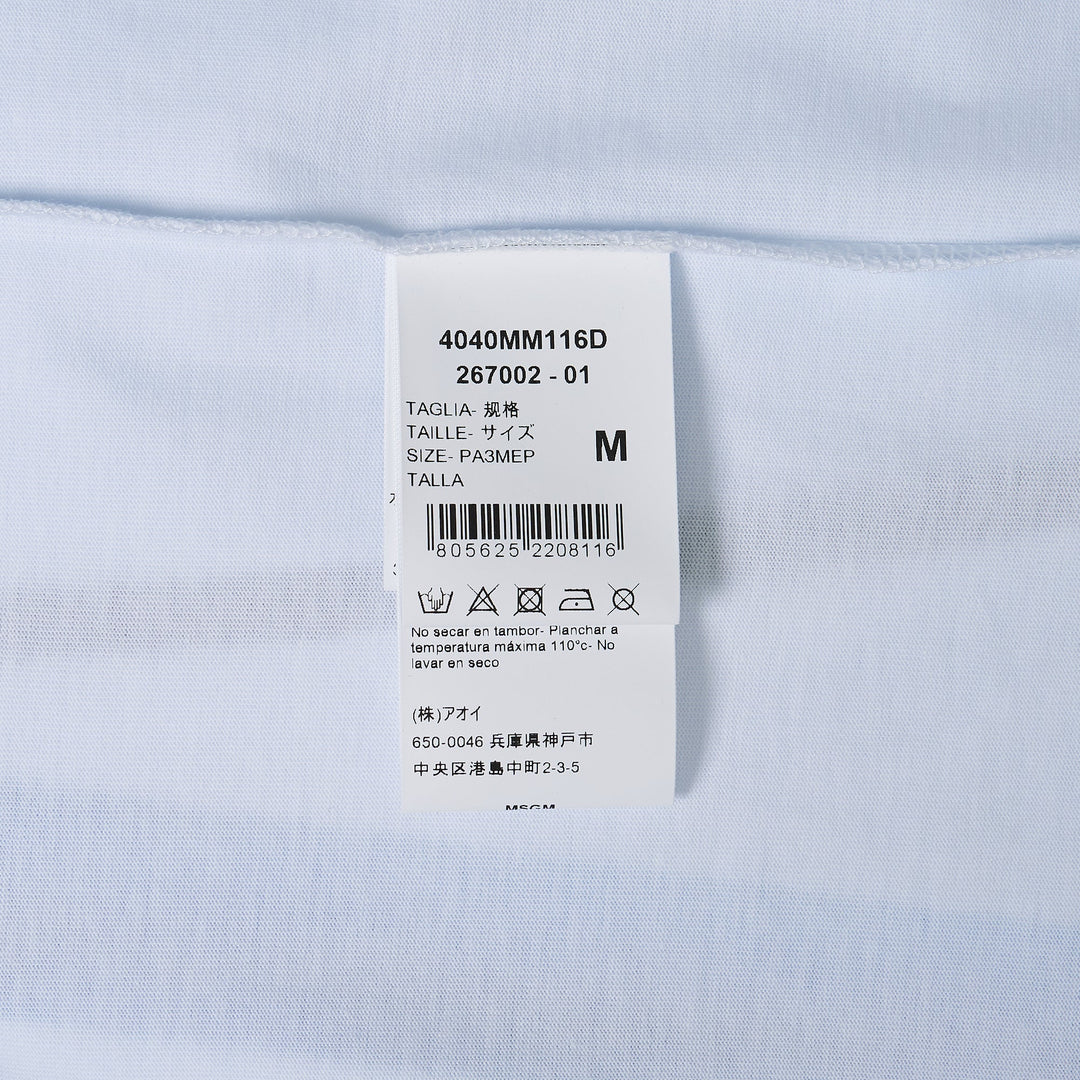 4040MM116D
267002 - 01
TAGLIA- 规格
TAILLE- サイズ
SIZE- PA3MEP
TALLA
M
805625 2208116
No secar en tambor- Planchar a
temperatura máxima 110°c- No
lavar en seco
(株)アオイ
650-0046 兵庫県神戸市
中央区港島中町2-3-5
MSGM